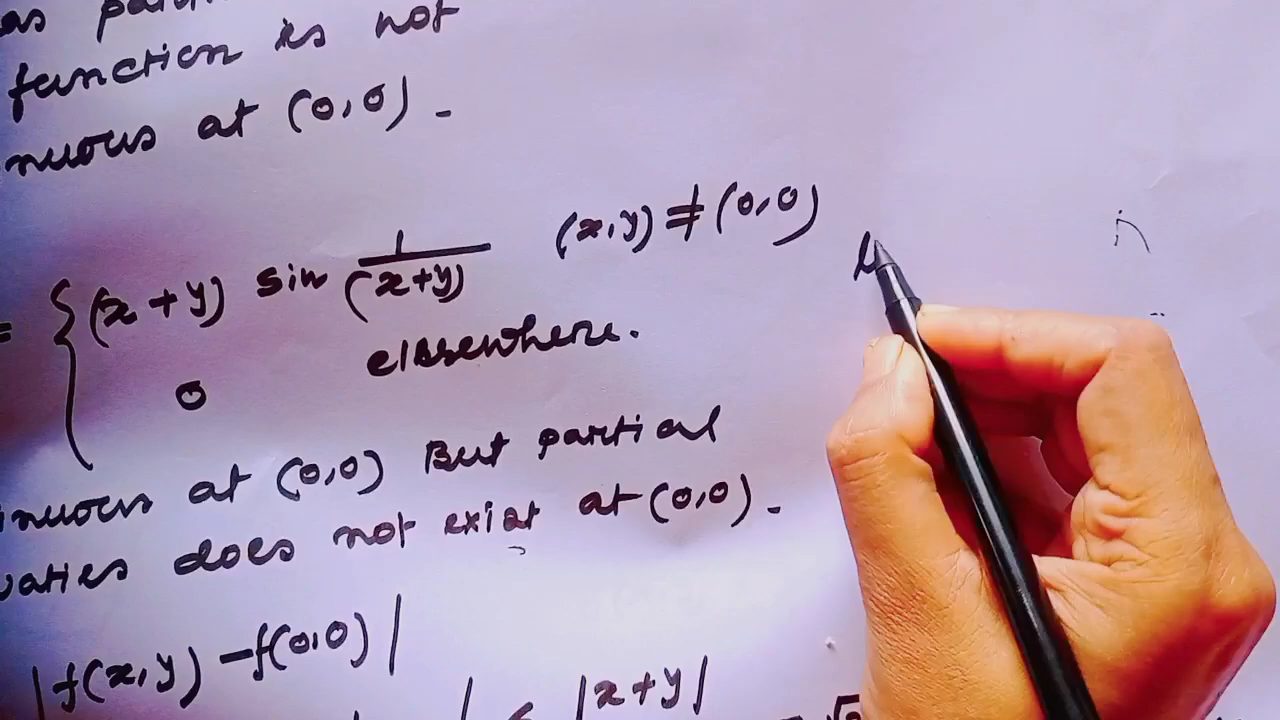 function is not
nuous at (0,0).
= { (x+y) sin 1/(x+y) (x,y) ≠ (0,0)
0 elsewhere.
inuous at (0,0) But partial
vaties does not exist at (0,0).
|f(x,y) - f(0,0)|
|x+y|